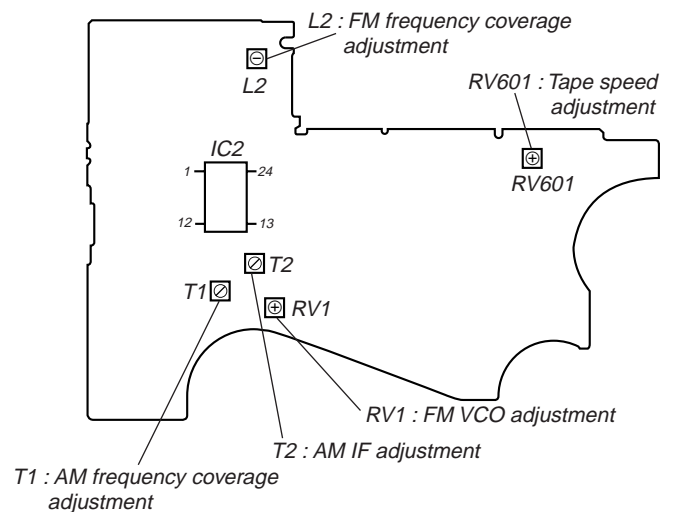 L2 : FM frequency coverage
adjustment
L2
RV601 : Tape speed
adjustment
RV601
IC2
1
24
12
13
T2
T1
RV1
RV1 : FM VCO adjustment
T2 : AM IF adjustment
T1 : AM frequency coverage
adjustment